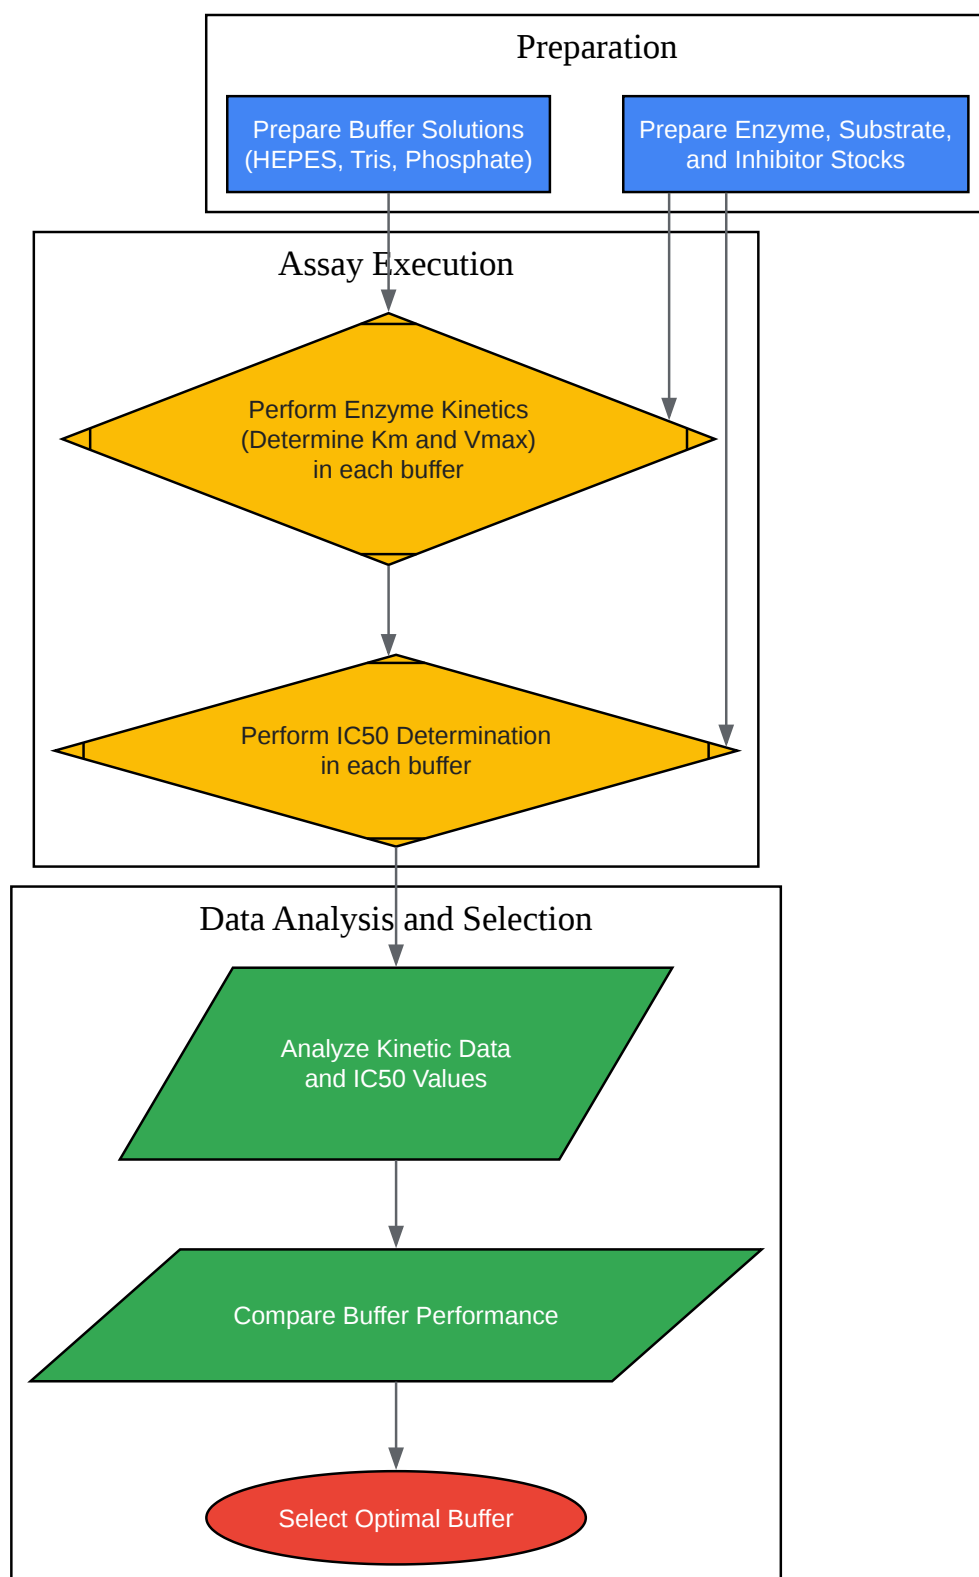 Preparation
Prepare Buffer Solutions
(HEPES, Tris, Phosphate)
Prepare Enzyme, Substrate,
and Inhibitor Stocks
Assay Execution
Perform Enzyme Kinetics
(Determine Km and Vmax)
in each buffer
Perform IC50 Determination
in each buffer
Data Analysis and Selection
Analyze Kinetic Data
and IC50 Values
Compare Buffer Performance
Select Optimal Buffer